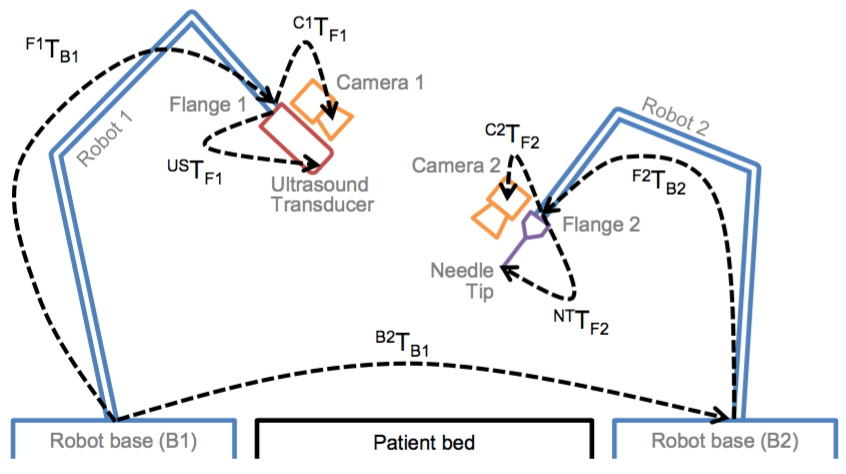 F1TB1
C1TF1
Camera 1
Flange 1
Robot 1
USTF1
Ultrasound
Transducer
Robot 2
C2TF2
Camera 2
F2TB2
Flange 2
Needle
Tip
NTTF2
B2TB1
Robot base (B1)
Patient bed
Robot base (B2)